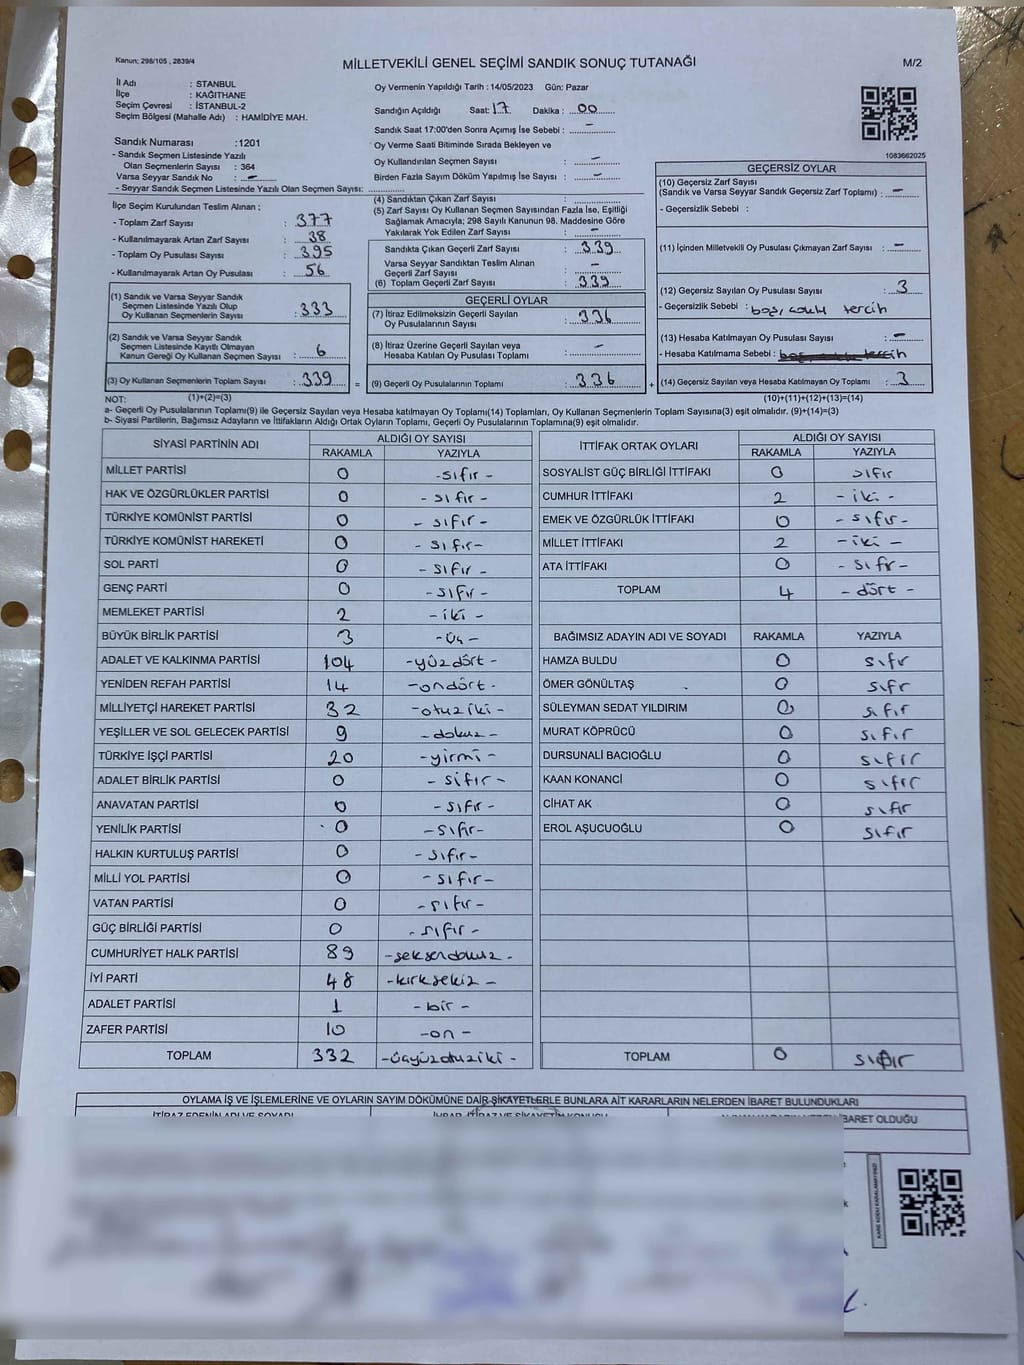 Kanun; 298/105 , 2839/4
MİLLETVEKİLİ GENEL SEÇİMİ SANDIK SONUÇ TUTANAĞI
M/2
İl Adı : STANBUL
İlçe : KAĞITHANE
Seçim Çevresi : İSTANBUL-2
Seçim Bölgesi (Mahalle Adı) : HAMİDİYE MAH.
Sandık Numarası :1201
- Sandık Seçmen Listesinde Yazılı
Olan Seçmenlerin Sayısı : 364
Varsa Seyyar Sandık No : -
- Seyyar Sandık Seçmen Listesinde Yazılı Olan Seçmen Sayısı:
Oy Vermenin Yapıldığı Tarih : 14/05/2023 Gün: Pazar
Sandığın Açıldığı Saat: 17 Dakika : 00
Sandık Saat 17:00'den Sonra Açımış İse Sebebi : -
Oy Verme Saati Bitiminde Sırada Bekleyen ve
Oy Kullandırılan Seçmen Sayısı : -
Birden Fazla Sayım Döküm Yapılmış İse Sayısı : -
1083662025
İlçe Seçim Kurulundan Teslim Alınan ;
- Toplam Zarf Sayısı : 377
- Kullanılmayarak Artan Zarf Sayısı : 38
- Toplam Oy Pusulası Sayısı : 395
- Kullanılmayarak Artan Oy Pusulası : 56
(1) Sandık ve Varsa Seyyar Sandık
Seçmen Listesinde Yazılı Olup
Oy Kullanan Seçmenlerin Sayısı : 333
(2) Sandık ve Varsa Seyyar Sandık
Seçmen Listesinde Kayıtlı Olmayan
Kanun Gereği Oy Kullanan Seçmen Sayısı : 6
(3) Oy Kullanan Seçmenlerin Toplam Sayısı : 339
(4) Sandıktan Çıkan Zarf Sayısı :
(5) Zarf Sayısı Oy Kullanan Seçmen Sayısından Fazla İse, Eşitliği
Sağlamak Amacıyla; 298 Sayılı Kanunun 98. Maddesine Göre
Yakılarak Yok Edilen Zarf Sayısı : -
Sandıkta Çıkan Geçerli Zarf Sayısı : 339
Varsa Seyyar Sandıktan Teslim Alınan
Geçerli Zarf Sayısı : -
(6) Toplam Geçerli Zarf Sayısı : 339
GEÇERLİ OYLAR
(7) İtiraz Edilmeksizin Geçerli Sayılan
Oy Pusulalarının Sayısı : 336
(8) İtiraz Üzerine Geçerli Sayılan veya
Hesaba Katılan Oy Pusulası Toplamı : -
= (9) Geçerli Oy Pusulalarının Toplamı : 336
GEÇERSİZ OYLAR
(10) Geçersiz Zarf Sayısı
(Sandık ve Varsa Seyyar Sandık Geçersiz Zarf Toplamı) : -
- Geçersizlik Sebebi :
(11) İçinden Milletvekili Oy Pusulası Çıkmayan Zarf Sayısı : -
(12) Geçersiz Sayılan Oy Pusulası Sayısı : 3
- Geçersizlik Sebebi : boş, tercih
(13) Hesaba Katılmayan Oy Pusulası Sayısı : -
- Hesaba Katılmama Sebebi :
+ (14) Geçersiz Sayılan veya Hesaba Katılmayan Oy Toplamı : 3
NOT: (1)+(2)=(3)
(10)+(11)+(12)+(13)=(14)
a- Geçerli Oy Pusulalarının Toplamı(9) ile Geçersiz Sayılan veya Hesaba katılmayan Oy Toplamı(14) Toplamları, Oy Kullanan Seçmenlerin Toplam Sayısına(3) eşit olmalıdır. (9)+(14)=(3)
b- Siyasi Partilerin, Bağımsız Adayların ve İttifakların Aldığı Ortak Oyların Toplamı, Geçerli Oy Pusulalarının Toplamına(9) eşit olmalıdır.
SİYASİ PARTİNİN ADI ALDIĞI OY SAYISI
RAKAMLA YAZIYLA
MİLLET PARTİSİ 0 -sıfır-
HAK VE ÖZGÜRLÜKLER PARTİSİ 0 -sıfır-
TÜRKİYE KOMÜNİST PARTİSİ 0 -sıfır-
TÜRKİYE KOMÜNİST HAREKETİ 0 -sıfır-
SOL PARTİ 0 -sıfır-
GENÇ PARTİ 0 -sıfır-
MEMLEKET PARTİSİ 2 -iki-
BÜYÜK BİRLİK PARTİSİ 3 -üç-
ADALET VE KALKINMA PARTİSİ 104 -yüzdört-
YENİDEN REFAH PARTİSİ 14 -ondört-
MİLLİYETÇİ HAREKET PARTİSİ 32 -otuziki-
YEŞİLLER VE SOL GELECEK PARTİSİ 9 -dokuz-
TÜRKİYE İŞÇİ PARTİSİ 20 -yirmi-
ADALET BİRLİK PARTİSİ 0 -sıfır-
ANAVATAN PARTİSİ 0 -sıfır-
YENİLİK PARTİSİ 0 -sıfır-
HALKIN KURTULUŞ PARTİSİ 0 -sıfır-
MİLLİ YOL PARTİSİ 0 -sıfır-
VATAN PARTİSİ 0 -sıfır-
GÜÇ BİRLİĞİ PARTİSİ 0 -sıfır-
CUMHURİYET HALK PARTİSİ 89 -seksendokuz-
İYİ PARTİ 48 -kırksekiz-
ADALET PARTİSİ 1 -bir-
ZAFER PARTİSİ 10 -on-
TOPLAM 332 -üçyüzotuziki-
İTTİFAK ORTAK OYLARI ALDIĞI OY SAYISI
RAKAMLA YAZIYLA
SOSYALİST GÜÇ BİRLİĞİ İTTİFAKI 0 sıfır
CUMHUR İTTİFAKI 2 -iki-
EMEK VE ÖZGÜRLÜK İTTİFAKI 0 -sıfır-
MİLLET İTTİFAKI 2 -iki-
ATA İTTİFAKI 0 -sıfır-
TOPLAM 4 -dört-
BAĞIMSIZ ADAYIN ADI VE SOYADI RAKAMLA YAZIYLA
HAMZA BULDU 0 sıfır
ÖMER GÖNÜLTAŞ 0 sıfır
SÜLEYMAN SEDAT YILDIRIM 0 sıfır
MURAT KÖPRÜCÜ 0 sıfır
DURSUNALİ BACIOĞLU 0 sıfır
KAAN KONANCİ 0 sıfır
CİHAT AK 0 sıfır
EROL AŞUCUOĞLU 0 sıfır
TOPLAM 0 sıfır
OYLAMA İŞ VE İŞLEMLERİNE VE OYLARIN SAYIM DÖKÜMÜNE DAİR ŞİKAYETLERLE BUNLARA AİT KARARLARIN NELERDEN İBARET BULUNDUKLARI
İTİRAZ EDENİN ADI VE SOYADI İHBAR, İTİRAZ VE ŞİKAYETİN KONUSU İBARET OLDUĞU